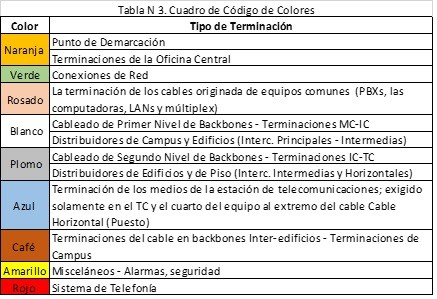 Tabla N 3. Cuadro de Código de Colores
Color Tipo de Terminación
Naranja Punto de Demarcación
Terminaciones de la Oficina Central
Verde Conexiones de Red
Rosado La terminación de los cables originada de equipos comunes (PBXs, las
computadoras, LANs y múltiplex)
Blanco Cableado de Primer Nivel de Backbones - Terminaciones MC-IC
Distribuidores de Campus y Edificios (Interc. Principales - Intermedias)
Plomo Cableado de Segundo Nivel de Backbones - Terminaciones IC-TC
Distribuidores de Edificios y de Piso (Interc. Intermedias y Horizontales)
Azul Terminación de los medios de la estación de telecomunicaciones; exigido
solamente en el TC y el cuarto del equipo al extremo del cable Cable
Horizontal (Puesto)
Café Terminaciones del cable en backbones Inter-edificios - Terminaciones de
Campus
Amarillo Misceláneos - Alarmas, seguridad
Rojo Sistema de Telefonía